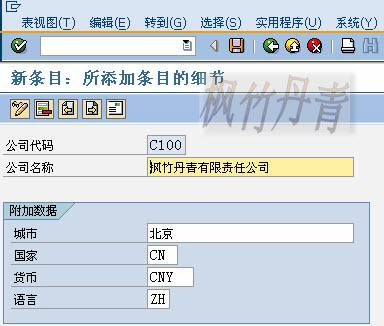 表视图(T) 编辑(E) 转到(G) 选择(S) 实用程序(U) 系统(Y)
新条目: 所添加条目的细节
枫竹丹青
公司代码 C100
公司名称 枫竹丹青有限责任公司
附加数据
城市 北京
国家 CN
货币 CNY
语言 ZH